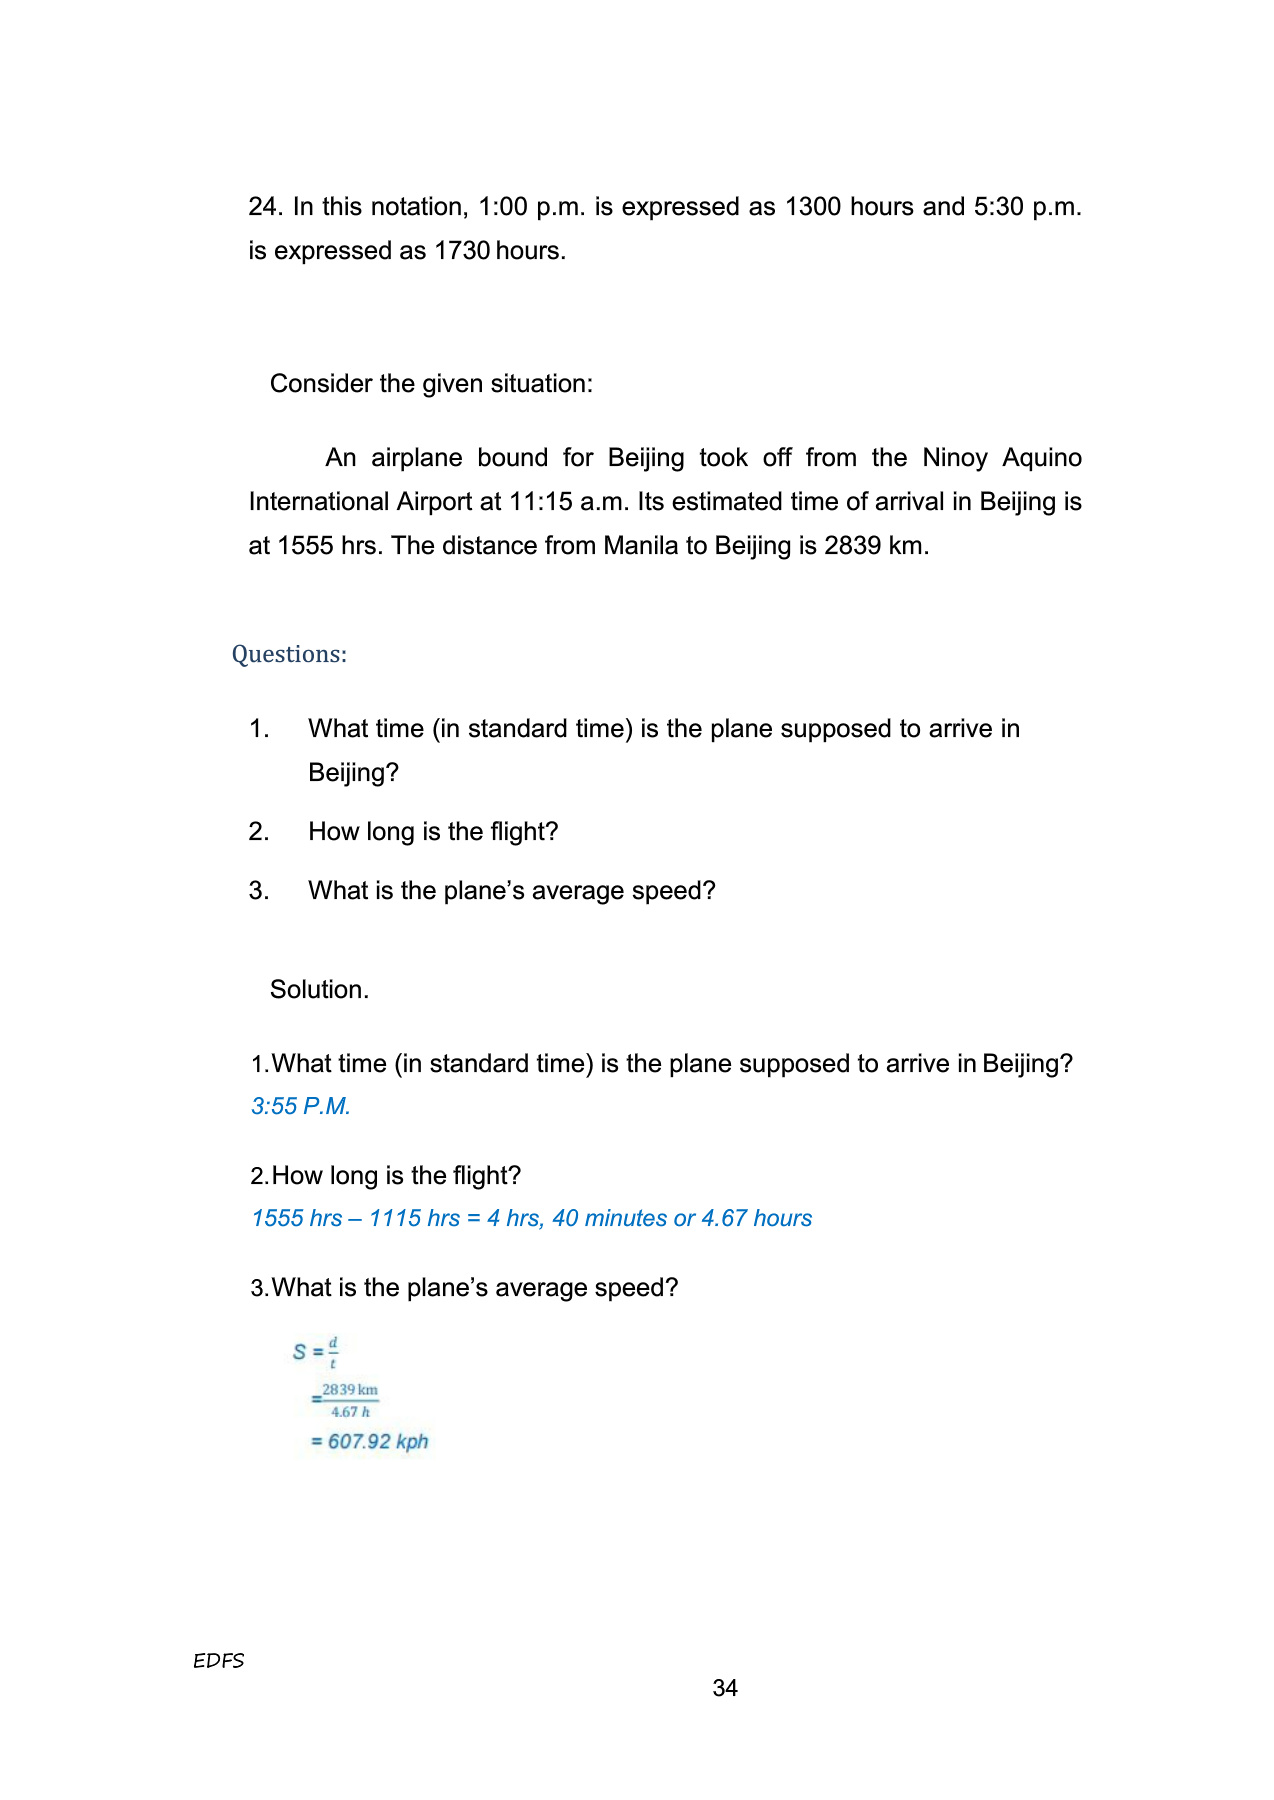 24. In this notation, 1:00 p.m. is expressed as 1300 hours and 5:30 p.m.
is expressed as 1730 hours.
Consider the given situation:
An airplane bound for Beijing took off from the Ninoy Aquino
International Airport at 11:15 a.m. Its estimated time of arrival in Beijing is
at 1555 hrs. The distance from Manila to Beijing is 2839 km.
Questions:
1. What time (in standard time) is the plane supposed to arrive in
Beijing?
2. How long is the flight?
3. What is the plane’s average speed?
Solution.
1.What time (in standard time) is the plane supposed to arrive in Beijing?
3:55 P.M.
2.How long is the flight?
1555 hrs – 1115 hrs = 4 hrs, 40 minutes or 4.67 hours
3.What is the plane’s average speed?
S = d/t
= 2839 km/4.67 h
= 607.92 kph
EDFS
34